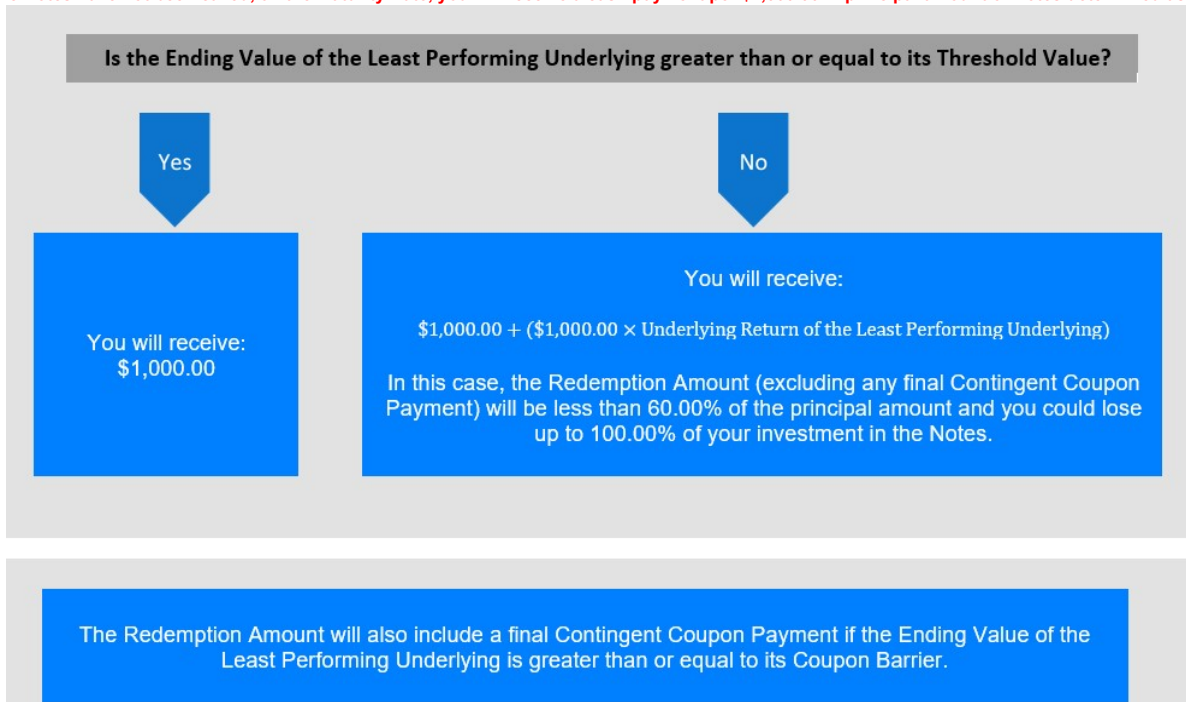 Is the Ending Value of the Least Performing Underlying greater than or equal to its Threshold Value?
Yes
No
You will receive:
$1,000.00
You will receive:
$1,000.00 + ($1,000.00 × Underlying Return of the Least Performing Underlying)
In this case, the Redemption Amount (excluding any final Contingent Coupon
Payment) will be less than 60.00% of the principal amount and you could lose
up to 100.00% of your investment in the Notes.
The Redemption Amount will also include a final Contingent Coupon Payment if the Ending Value of the
Least Performing Underlying is greater than or equal to its Coupon Barrier.